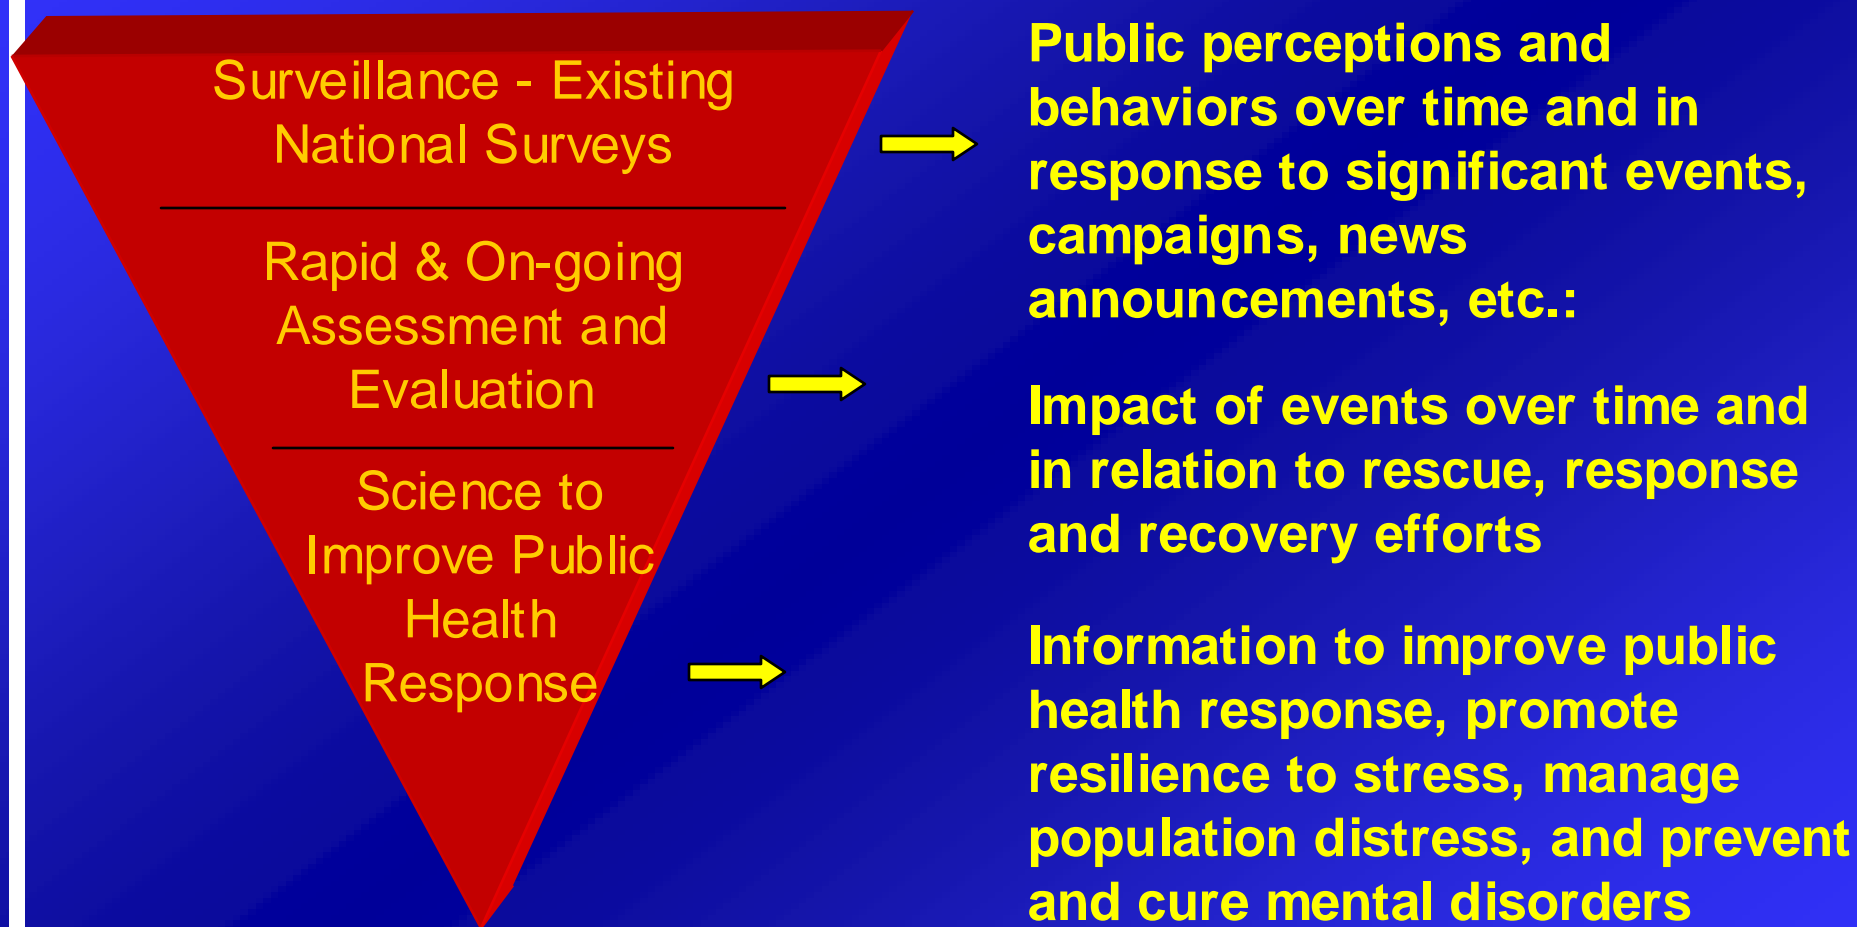 Surveillance - Existing
National Surveys
Rapid & On-going
Assessment and
Evaluation
Science to
Improve Public
Health
Response
Public perceptions and
behaviors over time and in
response to significant events,
campaigns, news
announcements, etc.:
Impact of events over time and
in relation to rescue, response
and recovery efforts
Information to improve public
health response, promote
resilience to stress, manage
population distress, and prevent
and cure mental disorders